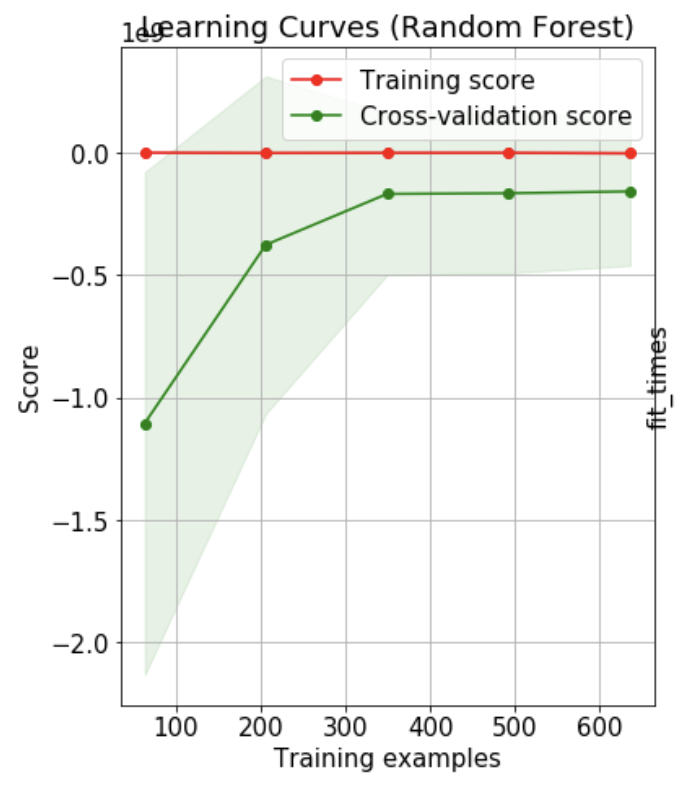 Learning Curves (Random Forest)
1e9
Training score
Cross-validation score
0.0
−0.5
−1.0
−1.5
−2.0
Score
fit_times
100 200 300 400 500 600
Training examples